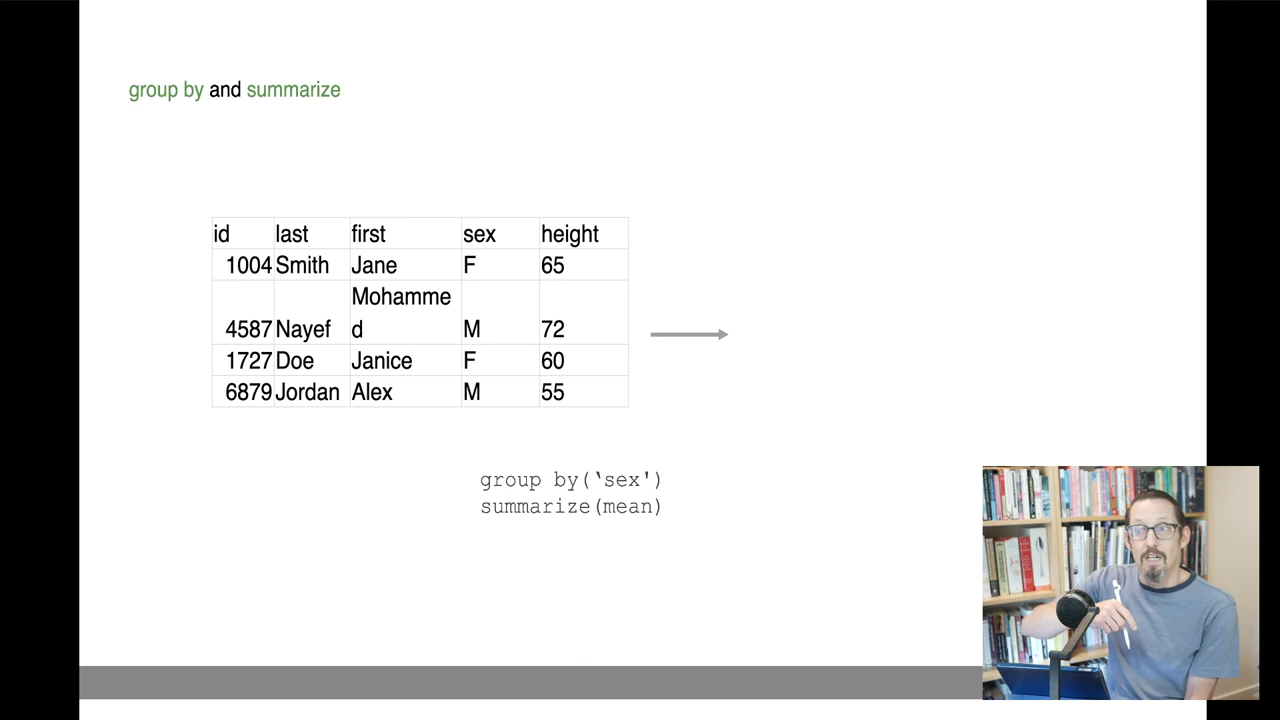 group by and summarize
id last first sex height
1004 Smith Jane F 65
Mohamme
4587 Nayef d M 72
1727 Doe Janice F 60
6879 Jordan Alex M 55
group by(‘sex')
summarize(mean)